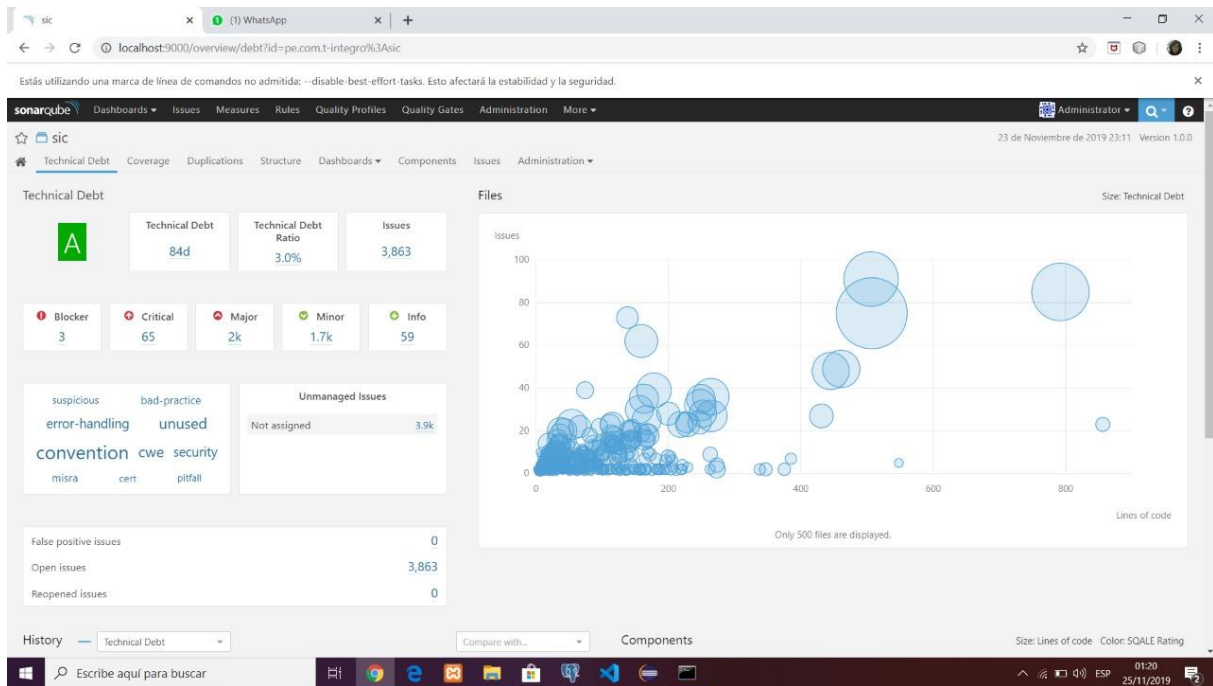 sic
(1) WhatsApp
localhost:9000/overview/debt?id=pe.com.t-integro%3Asic
Estás utilizando una marca de línea de comandos no admitida: --disable-best-effort-tasks. Esto afectará la estabilidad y la seguridad.
sonarqube Dashboards Issues Measures Rules Quality Profiles Quality Gates Administration More Administrator
sic
23 de Noviembre de 2019 23:11 Version 1.0.0
Technical Debt Coverage Duplications Structure Dashboards Components Issues Administration
Technical Debt
A
Technical Debt
84d
Technical Debt Ratio
3.0%
Issues
3,863
Blocker
3
Critical
65
Major
2k
Minor
1.7k
Info
59
suspicious bad-practice
error-handling unused
convention cwe security
misra cert pitfall
Unmanaged Issues
Not assigned 3.9k
False positive issues 0
Open issues 3,863
Reopened issues 0
Files
Size: Technical Debt
Issues
100
80
60
40
20
0
0 200 400 600 800
Lines of code
Only 500 files are displayed.
History Technical Debt Compare with...
Components
Size: Lines of code Color: SQALE Rating
Escribe aquí para buscar
ESP
01:20
25/11/2019